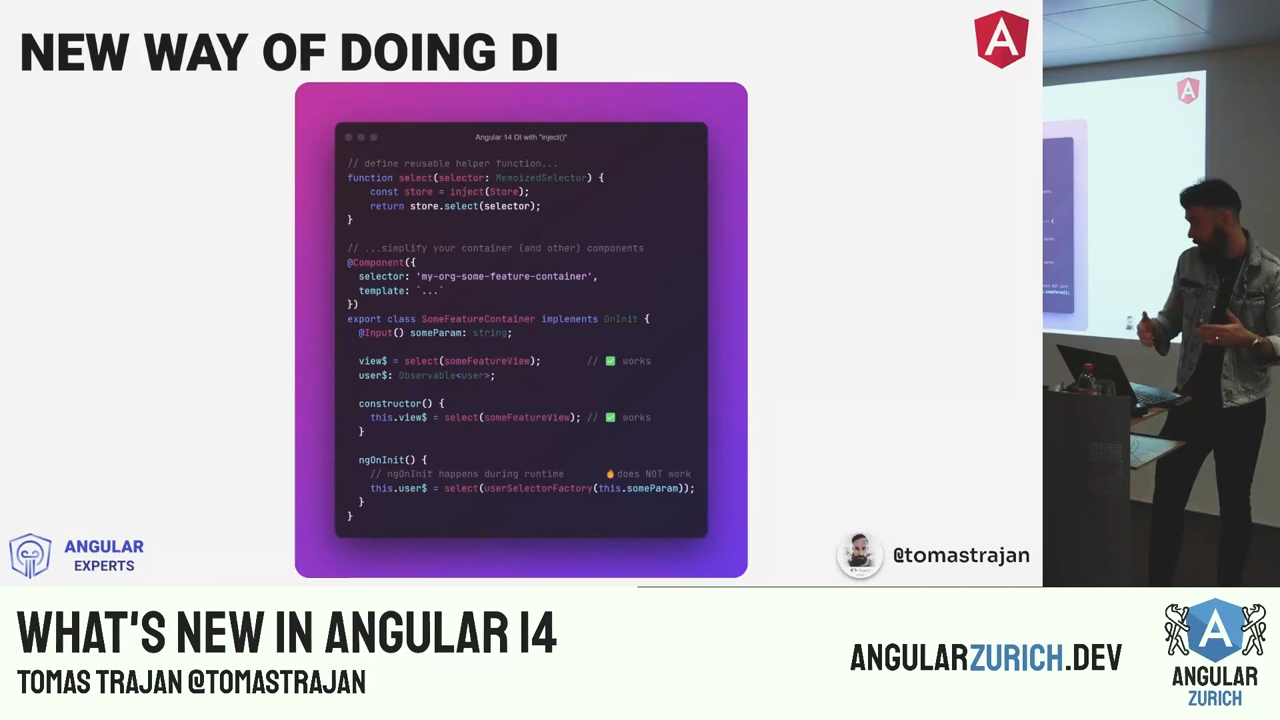 NEW WAY OF DOING DI
Angular 14 DI with "inject()"
// define reusable helper function...
function select(selector: MemoizedSelector) {
const store = inject(Store);
return store.select(selector);
}
// ...simplify your container (and other) components
@Component({
selector: 'my-org-some-feature-container',
template: `...`
})
export class SomeFeatureContainer implements OnInit {
@Input() someParam: string;
view$ = select(someFeatureView); // ✅ works
user$: Observable<user>;
constructor() {
this.view$ = select(someFeatureView); // ✅ works
}
ngOnInit() {
// ngOnInit happens during runtime 🔥does NOT work
this.user$ = select(userSelectorFactory(this.someParam));
}
}
ANGULAR
EXPERTS
@tomastrajan
WHAT'S NEW IN ANGULAR 14
TOMAS TRAJAN @TOMASTRAJAN
ANGULARZURICH.DEV
ANGULAR
ZURICH